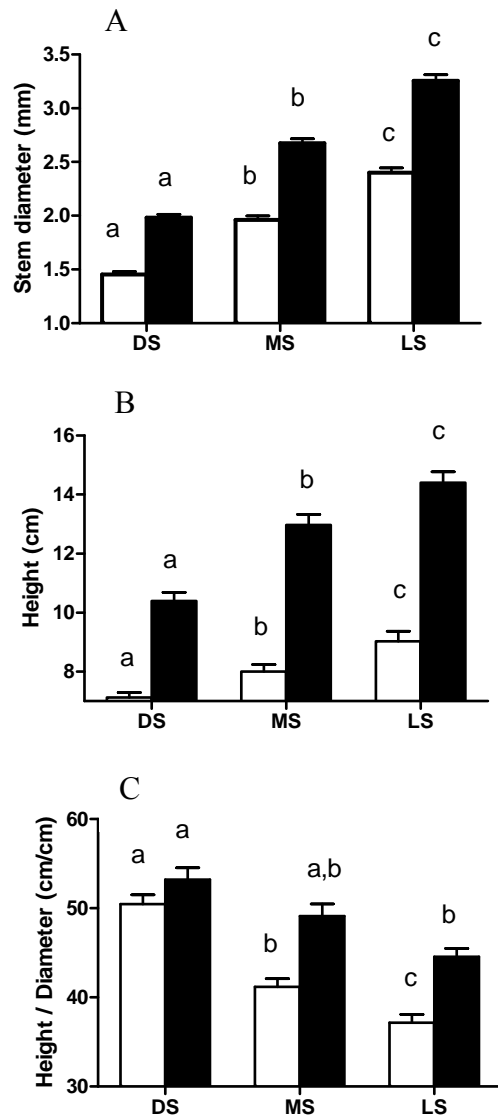 A
Stem diameter (mm)
3.5
3.0
2.5
2.0
1.5
1.0
a
a
b
b
c
c
DS MS LS
B
Height (cm)
16
14
12
10
8
a
a
b
b
c
c
DS MS LS
C
Height / Diameter (cm/cm)
60
50
40
30
a
a
b
a,b
c
b
DS MS LS